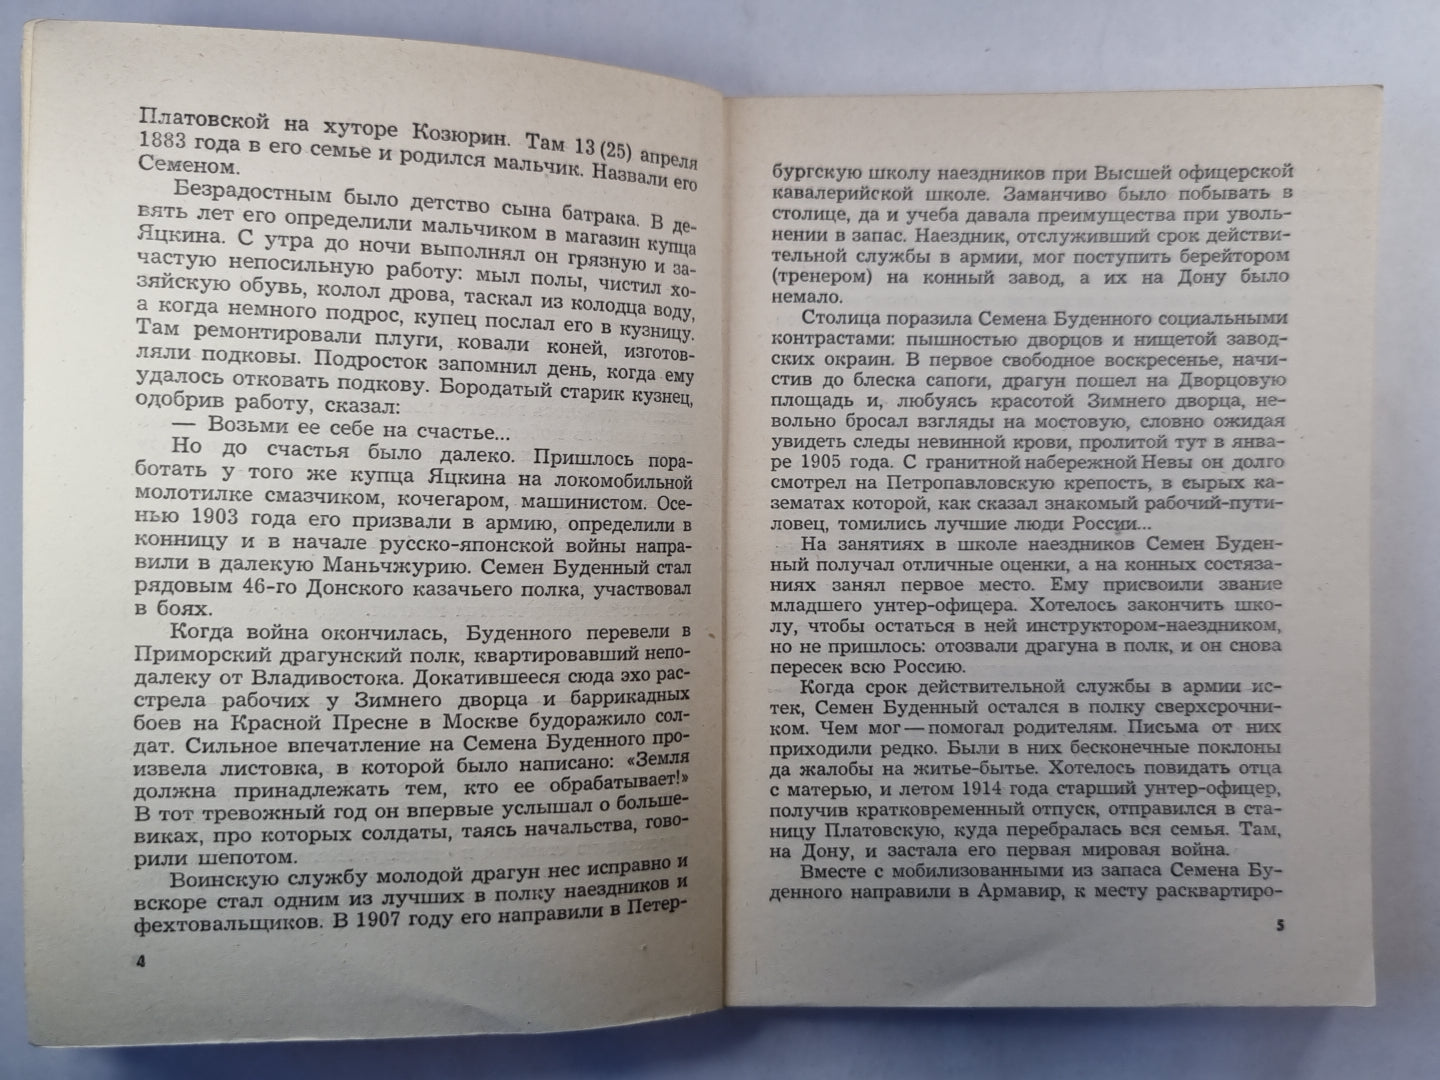 Платовской на хуторе Козюрин. Там 13 (25) апреля
1883 года в его семье и родился мальчик. Назвали его
Семеном.
Безрадостным было детство сына батрака. В де-
вять лет его определили мальчиком в магазин купца
Яцкина. С утра до ночи выполнял он грязную и за-
частую непосильную работу: мыл полы, чистил хо-
зяйскую обувь, колол дрова, таскал из колодца воду,
а когда немного подрос, купец послал его в кузницу.
Там ремонтировали плуги, ковали коней, изготов-
ляли подковы. Подросток запомнил день, когда ему
удалось отковать подкову. Бородатый старик кузнец,
одобрив работу, сказал:
— Возьми ее себе на счастье...
Но до счастья было далеко. Пришлось пора-
ботать у того же купца Яцкина на локомобильной
молотилке смазчиком, кочегаром, машинистом. Осе-
нью 1903 года его призвали в армию, определили в
конницу и в начале русско-японской войны напра-
вили в далекую Маньчжурию. Семен Буденный стал
рядовым 46-го Донского казачьего полка, участвовал
в боях.
Когда война окончилась, Буденного перевели в
Приморский драгунский полк, квартировавший непо-
далеку от Владивостока. Докатившееся сюда эхо рас-
стрела рабочих у Зимнего дворца и баррикадных
боев на Красной Пресне в Москве будоражило сол-
дат. Сильное впечатление на Семена Буденного про-
извела листовка, в которой было написано: «Земля
должна принадлежать тем, кто ее обрабатывает!»
В тот тревожный год он впервые услышал о больше-
виках, про которых солдаты, таясь начальства, гово-
рили шепотом.
Воинскую службу молодой драгун нес исправно и
вскоре стал одним из лучших в полку наездников и
фехтовальщиков. В 1907 году его направили в Петер-
4
бургскую школу наездников при Высшей офицерской
кавалерийской школе. Заманчиво было побывать в
столице, да и учеба давала преимущества при уволь-
нении в запас. Наездник, отслуживший срок действи-
тельной службы в армии, мог поступить берейтором
(тренером) на конный завод, а их на Дону было
немало.
Столица поразила Семена Буденного социальными
контрастами: пышностью дворцов и нищетой завод-
ских окраин. В первое свободное воскресенье, начи-
стив до блеска сапоги, драгун пошел на Дворцовую
площадь и, любуясь красотой Зимнего дворца, не-
вольно бросал взгляды на мостовую, словно ожидая
увидеть следы невинной крови, пролитой тут в янва-
ре 1905 года. С гранитной набережной Невы он долго
смотрел на Петропавловскую крепость, в сырых ка-
зематах которой, как сказал знакомый рабочий-пути-
ловец, томились лучшие люди России...
На занятиях в школе наездников Семен Буден-
ный получал отличные оценки, а на конных состяза-
ниях занял первое место. Ему присвоили звание
младшего унтер-офицера. Хотелось закончить шко-
лу, чтобы остаться в ней инструктором-наездником,
но не пришлось: отозвали драгуна в полк, и он снова
пересек всю Россию.
Когда срок действительной службы в армии ис-
тек, Семен Буденный остался в полку сверхсрочни-
ком. Чем мог — помогал родителям. Письма от них
приходили редко. Были в них бесконечные поклоны
да жалобы на житье-бытье. Хотелось повидать отца
с матерью, и летом 1914 года старший унтер-офицер,
получив кратковременный отпуск, отправился в ста-
ницу Платовскую, куда перебралась вся семья. Там,
на Дону, и застала его первая мировая война.
Вместе с мобилизованными из запаса Семена Бу-
денного направили в Армавир, к месту расквартиро-
5